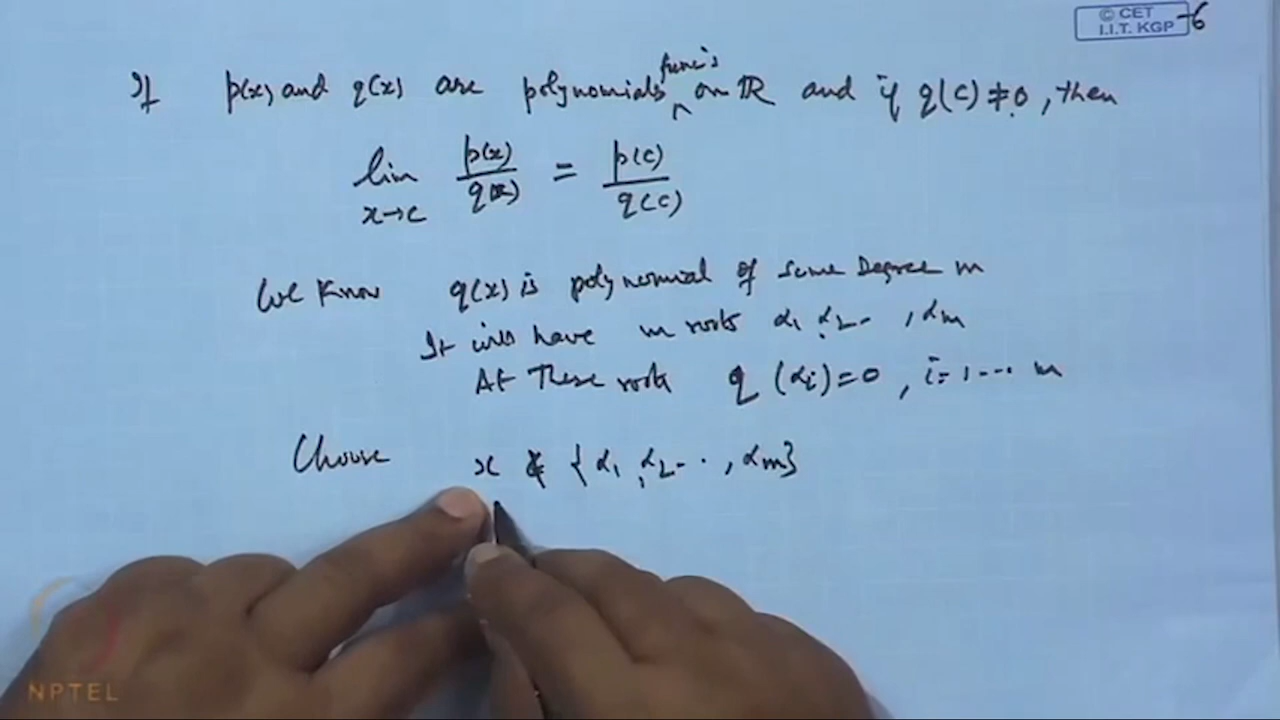 © CET
I.I.T. KGP
-6
If p(x) and q(x) are polynomials func's on ℝ and if q(c) ≠ 0, then
lim x→c p(x)/q(x) = p(c)/q(c)
We Know q(x) is polynomial of some Degree m
It will have m roots α1 α2 - , αm
At These roots q (αi) = 0 , i = 1 --- m
Choose x ∉ {α1, α2 - · , αm}
NPTEL